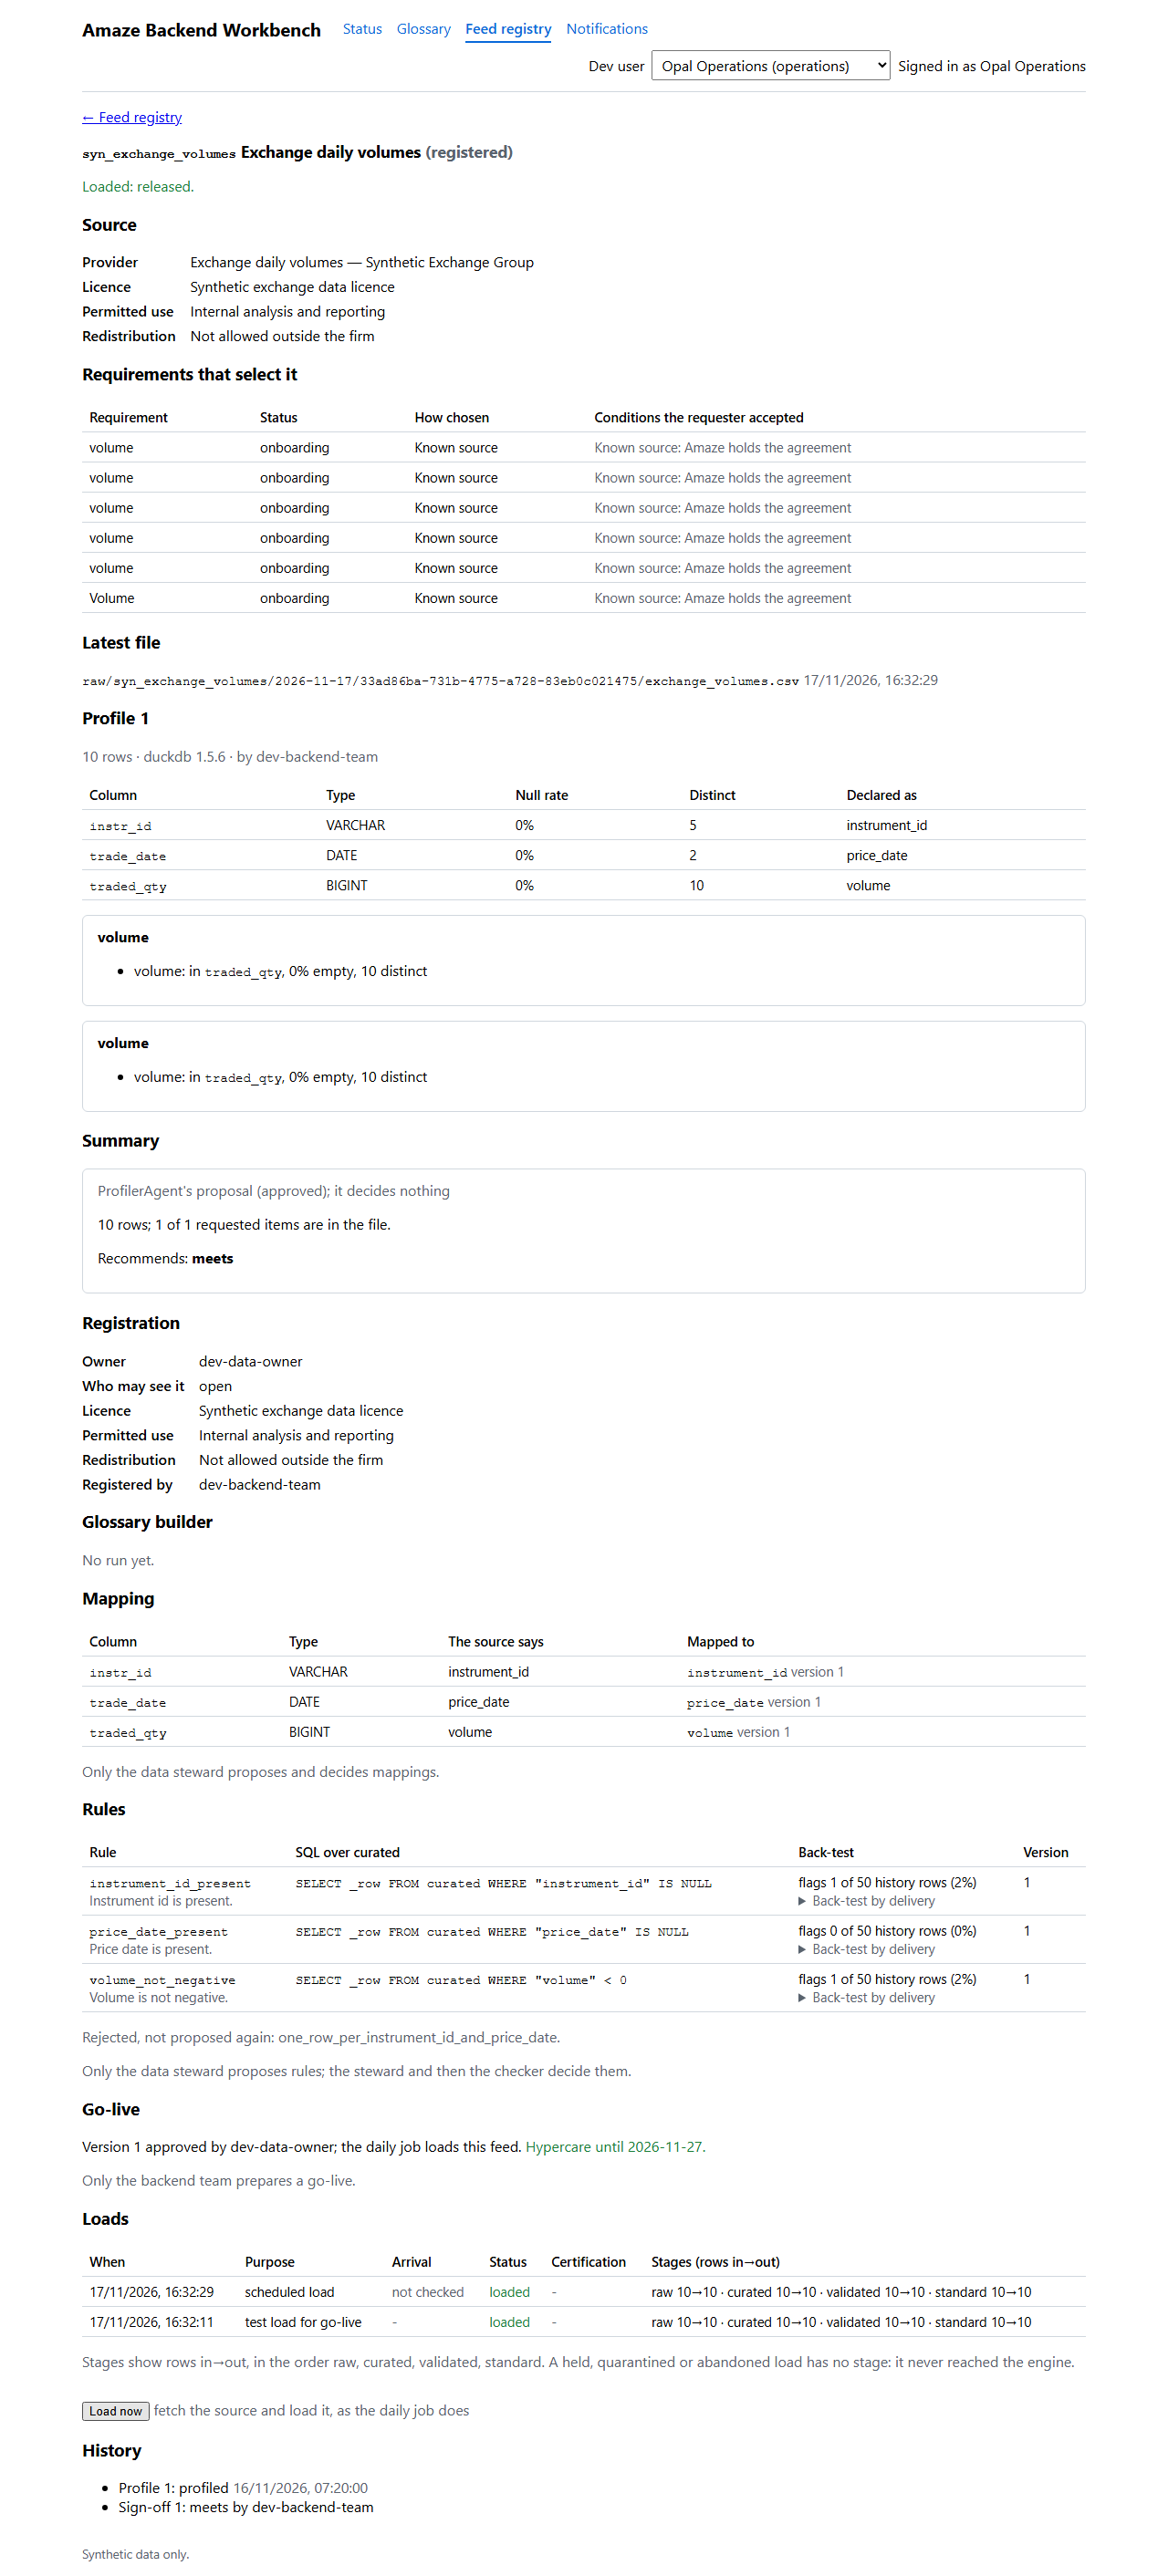 Amaze Backend Workbench Status Glossary Feed registry Notifications
Dev user Opal Operations (operations) Signed in as Opal Operations
← Feed registry
syn_exchange_volumes Exchange daily volumes (registered)
Loaded: released.
Source
Provider Exchange daily volumes — Synthetic Exchange Group
Licence Synthetic exchange data licence
Permitted use Internal analysis and reporting
Redistribution Not allowed outside the firm
Requirements that select it
Requirement Status How chosen Conditions the requester accepted
volume onboarding Known source Known source: Amaze holds the agreement
volume onboarding Known source Known source: Amaze holds the agreement
volume onboarding Known source Known source: Amaze holds the agreement
volume onboarding Known source Known source: Amaze holds the agreement
volume onboarding Known source Known source: Amaze holds the agreement
Volume onboarding Known source Known source: Amaze holds the agreement
Latest file
raw/syn_exchange_volumes/2026-11-17/33ad86ba-731b-4775-a728-83eb0c021475/exchange_volumes.csv 17/11/2026, 16:32:29
Profile 1
10 rows · duckdb 1.5.6 · by dev-backend-team
Column Type Null rate Distinct Declared as
instr_id VARCHAR 0% 5 instrument_id
trade_date DATE 0% 2 price_date
traded_qty BIGINT 0% 10 volume
volume
• volume: in traded_qty, 0% empty, 10 distinct
volume
• volume: in traded_qty, 0% empty, 10 distinct
Summary
ProfilerAgent's proposal (approved); it decides nothing
10 rows; 1 of 1 requested items are in the file.
Recommends: meets
Registration
Owner dev-data-owner
Who may see it open
Licence Synthetic exchange data licence
Permitted use Internal analysis and reporting
Redistribution Not allowed outside the firm
Registered by dev-backend-team
Glossary builder
No run yet.
Mapping
Column Type The source says Mapped to
instr_id VARCHAR instrument_id instrument_id version 1
trade_date DATE price_date price_date version 1
traded_qty BIGINT volume volume version 1
Only the data steward proposes and decides mappings.
Rules
Rule SQL over curated Back-test Version
instrument_id_present SELECT _row FROM curated WHERE "instrument_id" IS NULL flags 1 of 50 history rows (2%) 1
Instrument id is present. ▶ Back-test by delivery
price_date_present SELECT _row FROM curated WHERE "price_date" IS NULL flags 0 of 50 history rows (0%) 1
Price date is present. ▶ Back-test by delivery
volume_not_negative SELECT _row FROM curated WHERE "volume" < 0 flags 1 of 50 history rows (2%) 1
Volume is not negative. ▶ Back-test by delivery
Rejected, not proposed again: one_row_per_instrument_id_and_price_date.
Only the data steward proposes rules; the steward and then the checker decide them.
Go-live
Version 1 approved by dev-data-owner; the daily job loads this feed. Hypercare until 2026-11-27.
Only the backend team prepares a go-live.
Loads
When Purpose Arrival Status Certification Stages (rows in→out)
17/11/2026, 16:32:29 scheduled load not checked loaded - raw 10→10 · curated 10→10 · validated 10→10 · standard 10→10
17/11/2026, 16:32:11 test load for go-live - loaded - raw 10→10 · curated 10→10 · validated 10→10 · standard 10→10
Stages show rows in→out, in the order raw, curated, validated, standard. A held, quarantined or abandoned load has no stage: it never reached the engine.
Load now fetch the source and load it, as the daily job does
History
• Profile 1: profiled 16/11/2026, 07:20:00
• Sign-off 1: meets by dev-backend-team
Synthetic data only.